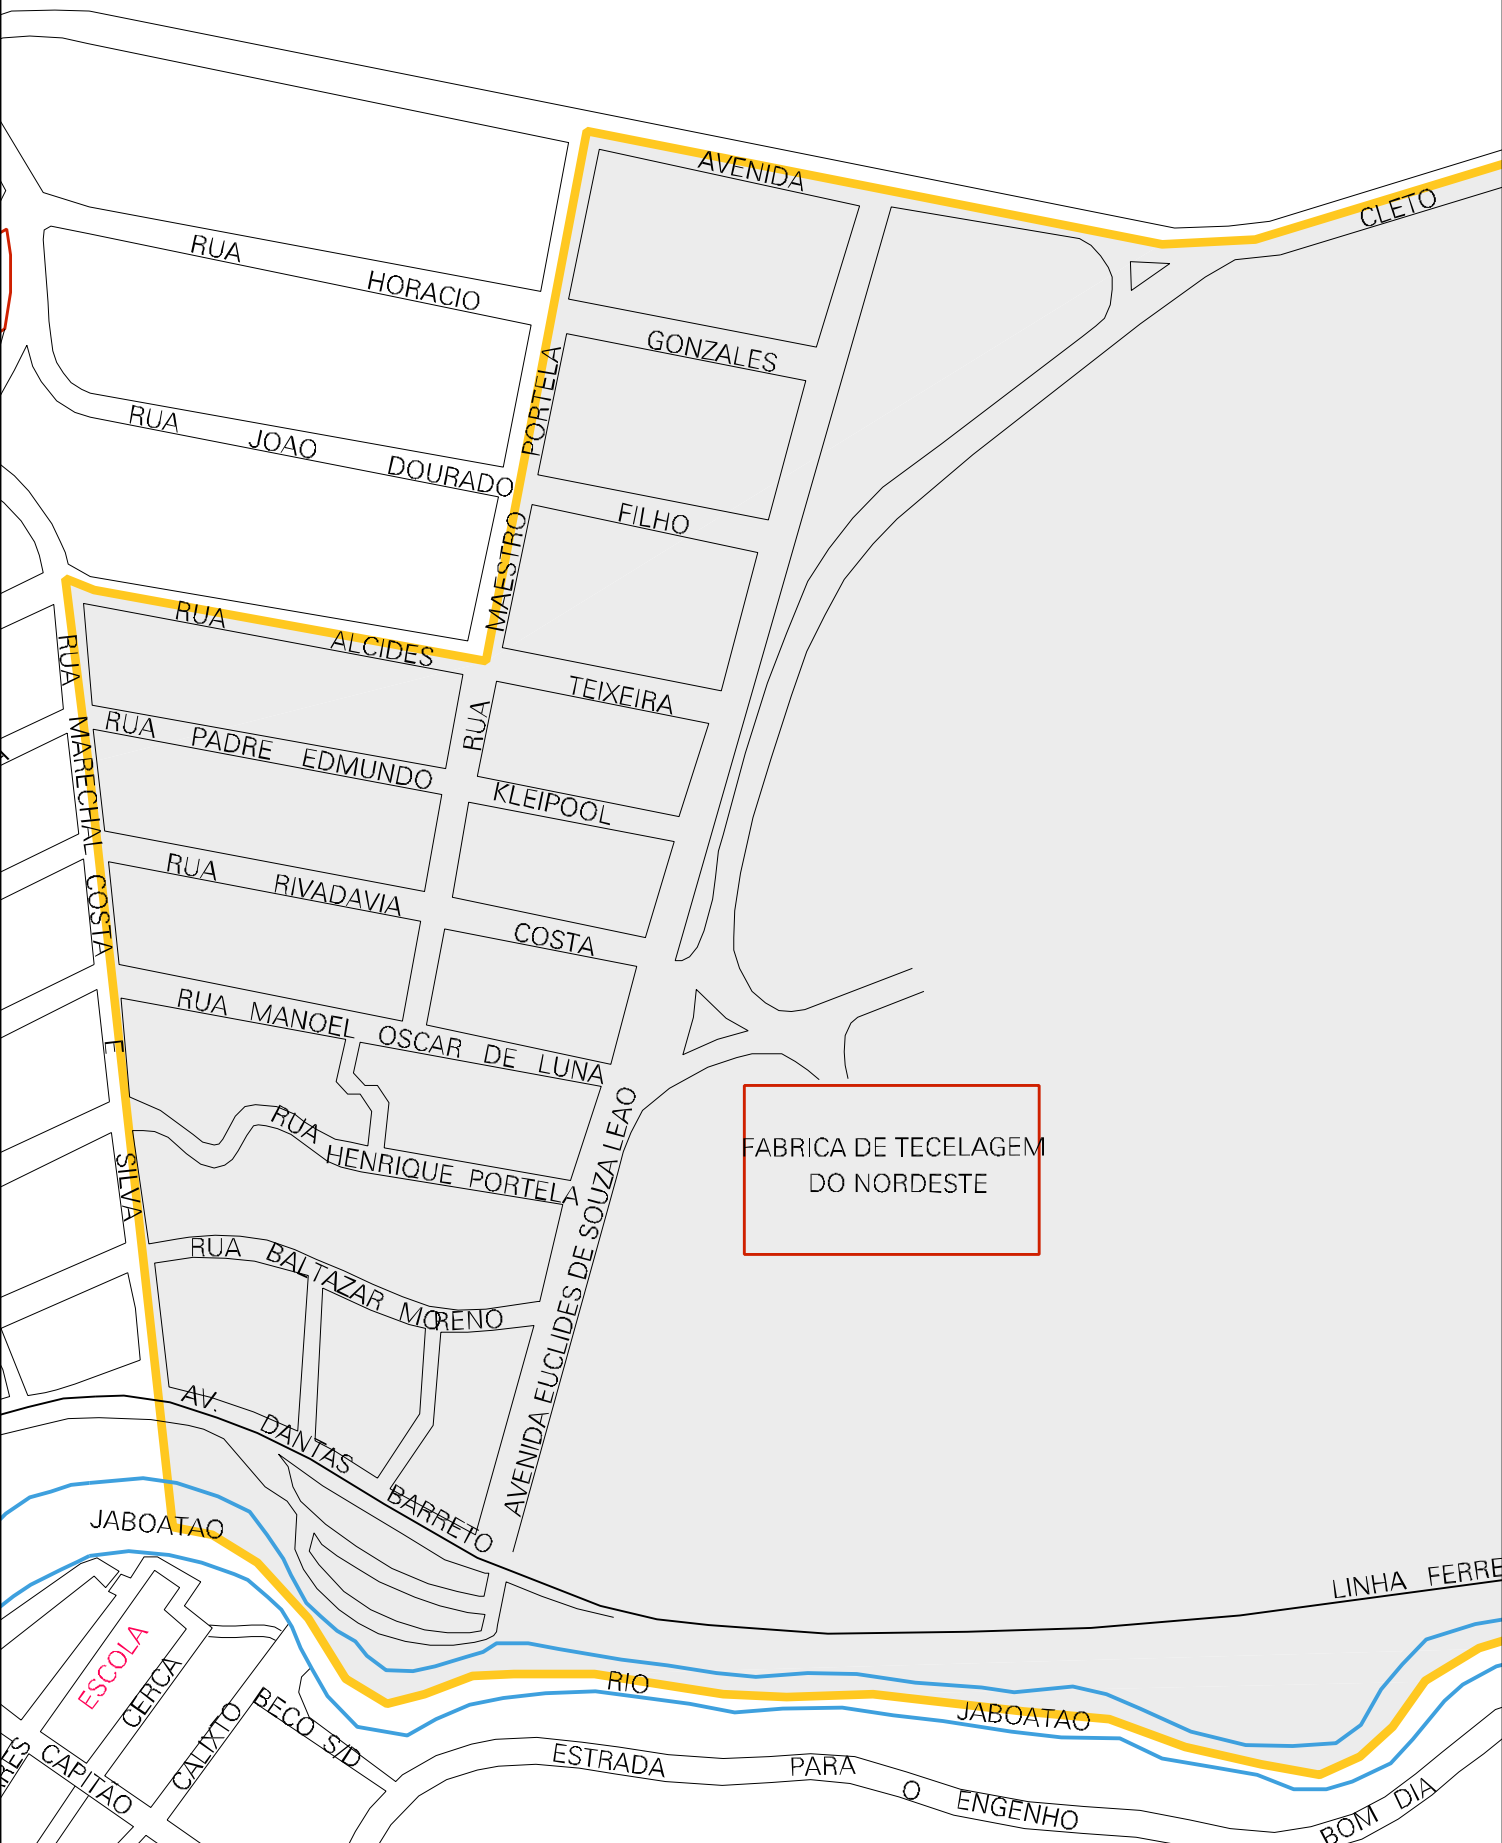 AVENIDA
CLETO
RUA
HORACIO
GONZALES
RUA
JOAO
DOURADO
FILHO
RUA
MAESTRO
PORTELA
RUA
ALCIDES
TEIXEIRA
RUA
MARECHAL
COSTA
E
SILVA
RUA PADRE EDMUNDO
KLEIPOOL
RUA
RIVADAVIA
COSTA
RUA MANOEL OSCAR DE LUNA
RUA HENRIQUE PORTELA
AVENIDA EUCLIDES DE SOUZA LEAO
FABRICA DE TECELAGEM
DO NORDESTE
RUA BALTAZAR MORENO
AV. DANTAS BARRETO
JABOATAO
LINHA FERRE
RIO
JABOATAO
ESCOLA
CERCA
CALIXTO
BECO S/D
CAPITAO
RES
ESTRADA
PARA
O
ENGENHO
BOM DIA